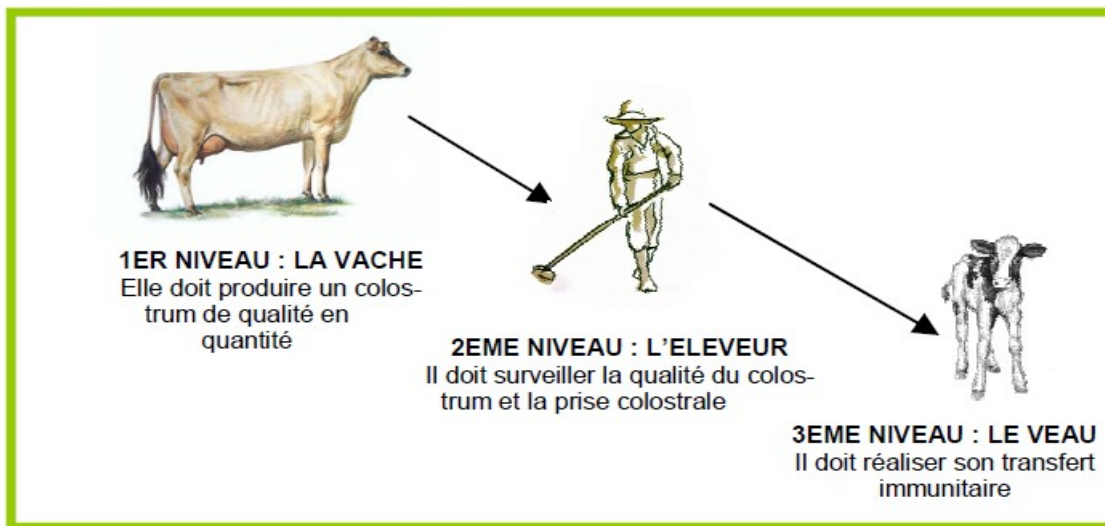 1ER NIVEAU : LA VACHE
Elle doit produire un colos-
trum de qualité en
quantité
2EME NIVEAU : L’ELEVEUR
Il doit surveiller la qualité du colos-
trum et la prise colostrale
3EME NIVEAU : LE VEAU
Il doit réaliser son transfert
immunitaire